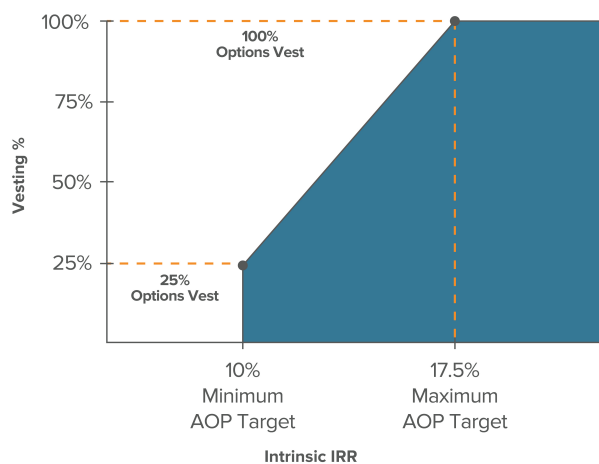 100%
100%
Options Vest
75%
Vesting %
50%
25%
25%
Options Vest
10%
Minimum
AOP Target
17.5%
Maximum
AOP Target
Intrinsic IRR